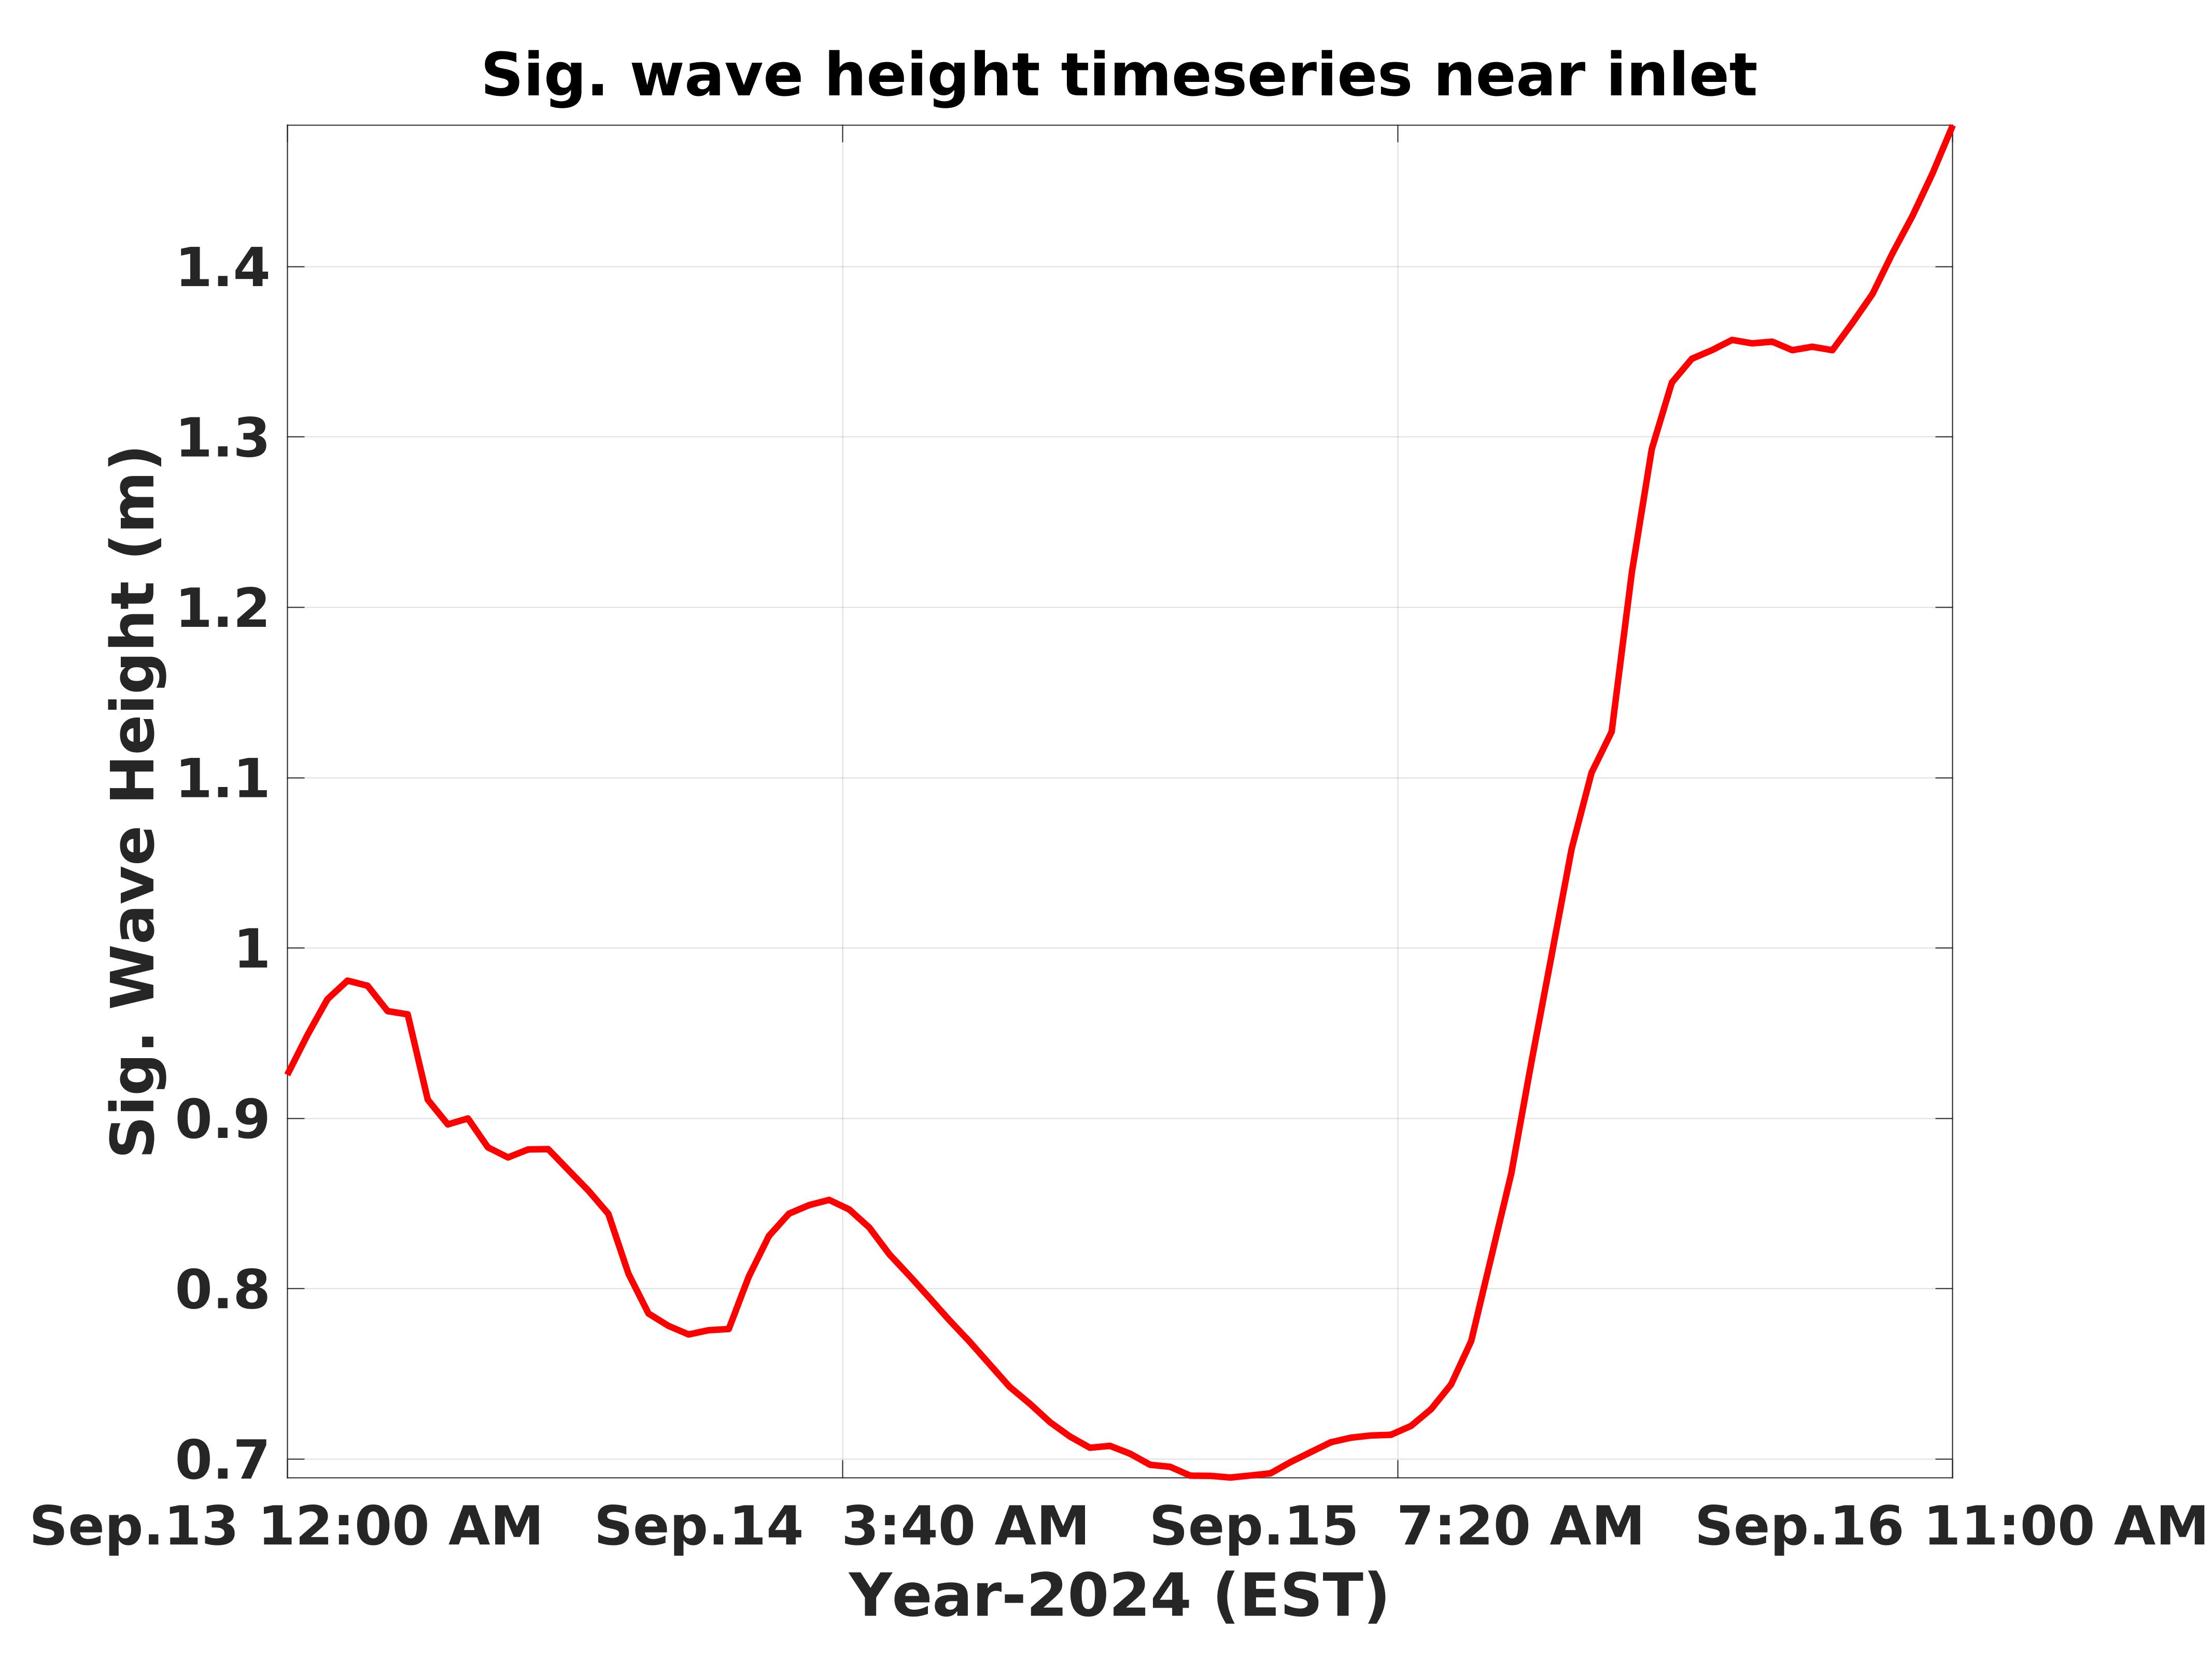 Sig. wave height timeseries near inlet
Sig. Wave Height (m)
1.4
1.3
1.2
1.1
1
0.9
0.8
0.7
Sep.13 12:00 AM Sep.14 3:40 AM Sep.15 7:20 AM Sep.16 11:00 AM
Year-2024 (EST)